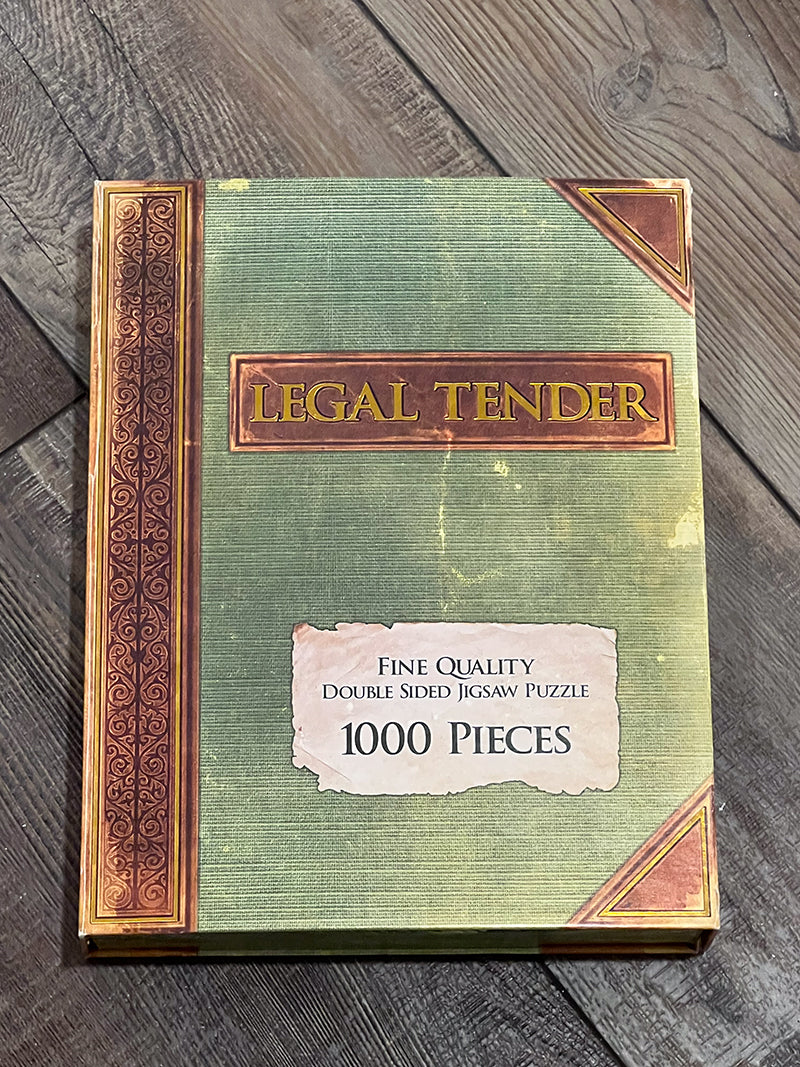 LEGAL TENDER
FINE QUALITY
DOUBLE SIDED JIGSAW PUZZLE
1000 PIECES